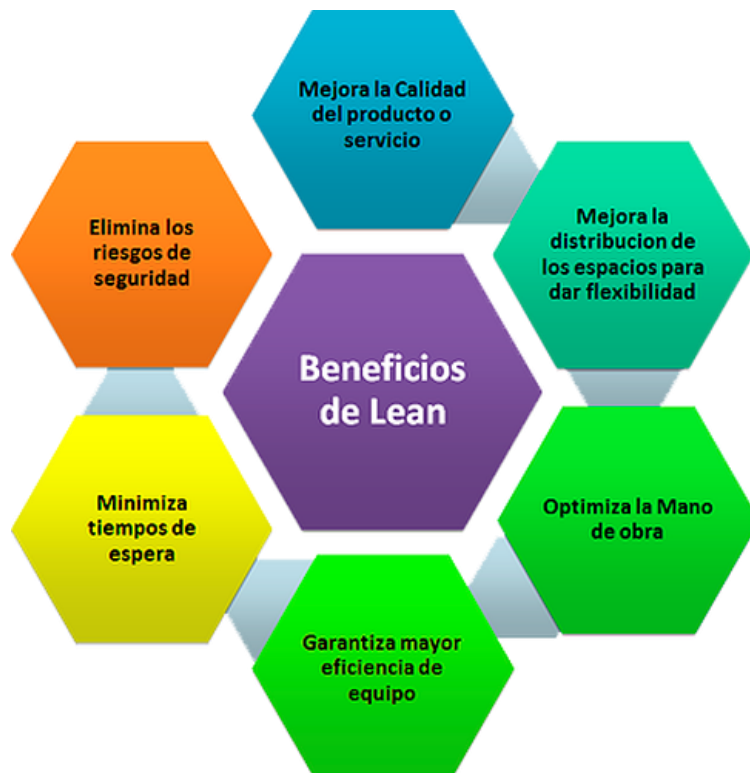 Mejora la Calidad
del producto o
servicio
Mejora la
distribucion de
los espacios para
dar flexibilidad
Optimiza la Mano
de obra
Garantiza mayor
eficiencia de
equipo
Minimiza
tiempos de
espera
Elimina los
riesgos de
seguridad
Beneficios
de Lean